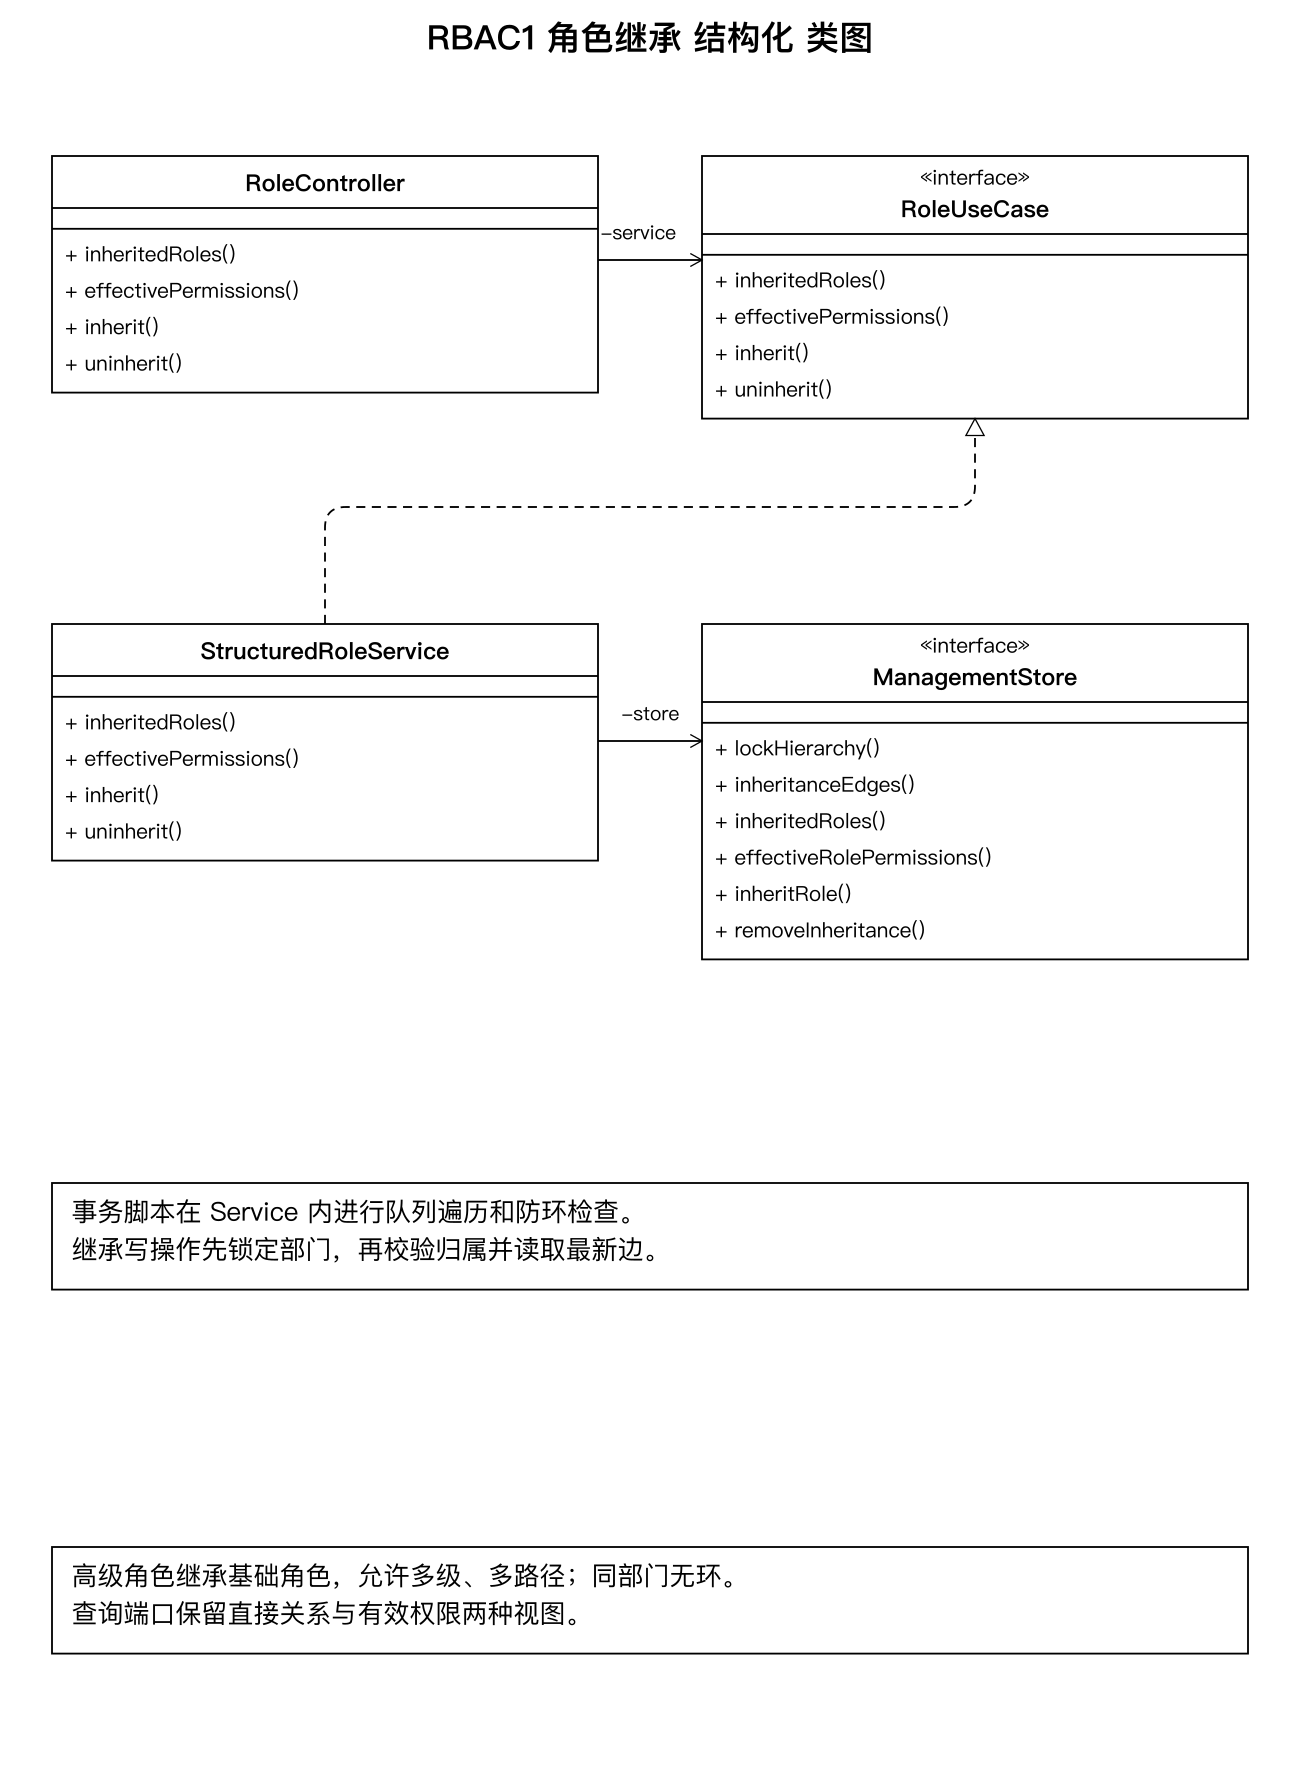 RBAC1 角色继承 结构化 类图
RoleController
+ inheritedRoles()
+ effectivePermissions()
+ inherit()
+ uninherit()
–service
«interface»
RoleUseCase
+ inheritedRoles()
+ effectivePermissions()
+ inherit()
+ uninherit()
StructuredRoleService
+ inheritedRoles()
+ effectivePermissions()
+ inherit()
+ uninherit()
–store
«interface»
ManagementStore
+ lockHierarchy()
+ inheritanceEdges()
+ inheritedRoles()
+ effectiveRolePermissions()
+ inheritRole()
+ removeInheritance()
事务脚本在 Service 内进行队列遍历和防环检查。
继承写操作先锁定部门，再校验归属并读取最新边。
高级角色继承基础角色，允许多级、多路径；同部门无环。
查询端口保留直接关系与有效权限两种视图。